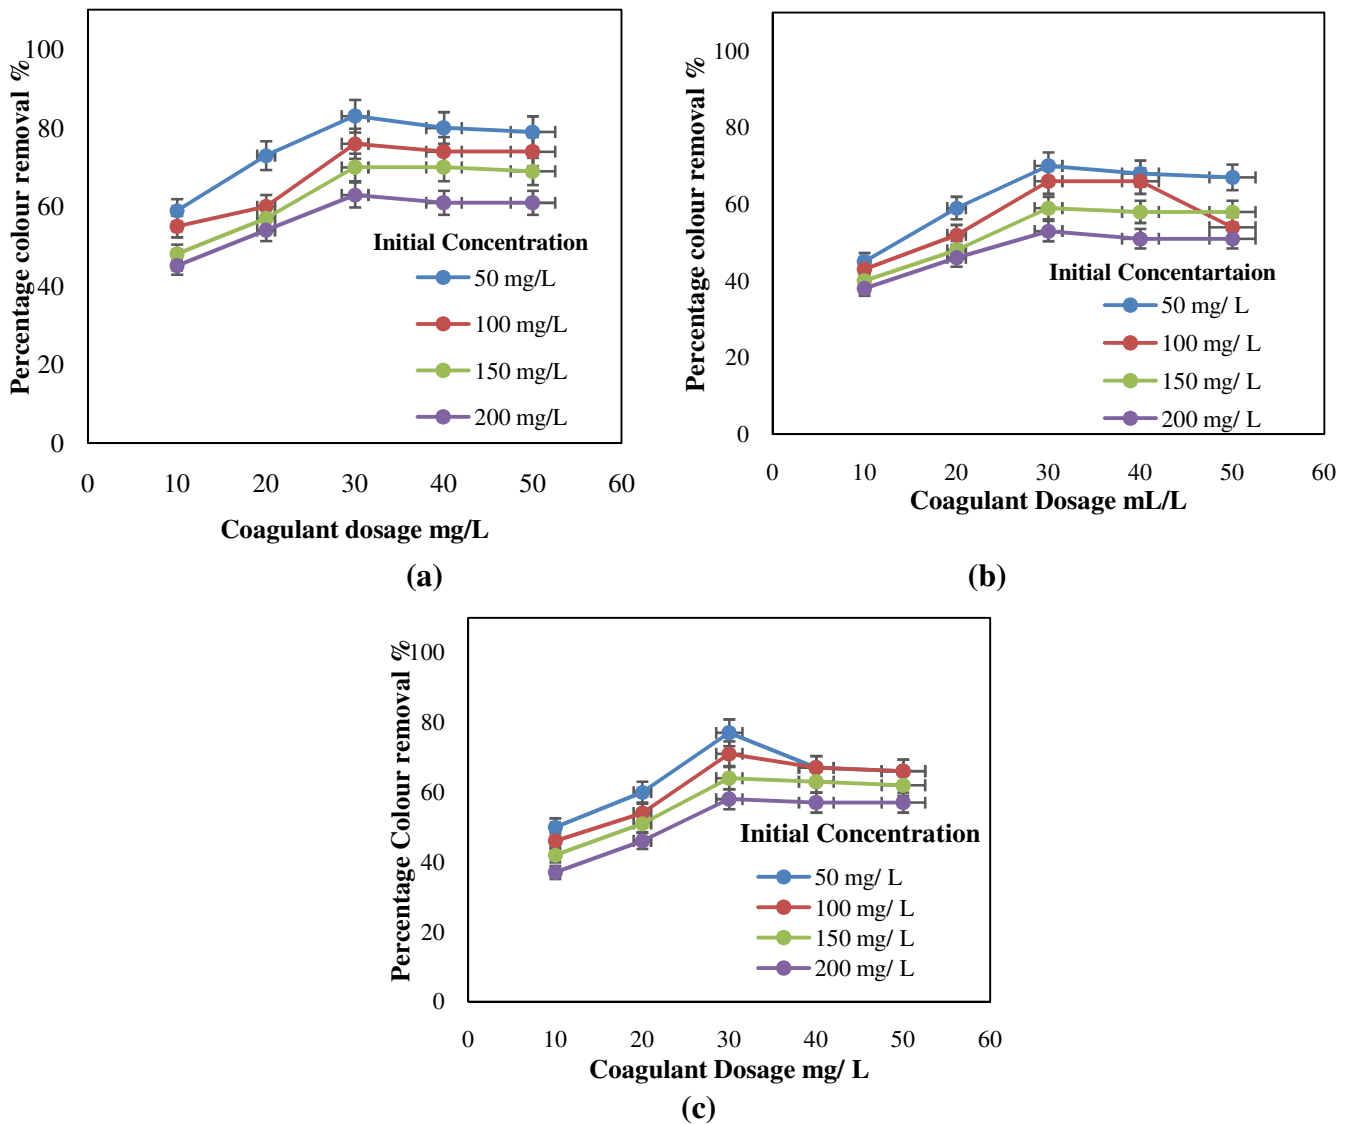 Percentage colour removal %
100
80
60
40
20
0
0 10 20 30 40 50 60
Coagulant dosage mg/L
Initial Concentration
50 mg/L
100 mg/L
150 mg/L
200 mg/L
(a)
Percentage colour removal %
100
80
60
40
20
0
0 10 20 30 40 50 60
Coagulant Dosage mL/L
Initial Concentartaion
50 mg/ L
100 mg/ L
150 mg/ L
200 mg/ L
(b)
Percentage Colour removal %
100
80
60
40
20
0
0 10 20 30 40 50 60
Coagulant Dosage mg/ L
Initial Concentration
50 mg/ L
100 mg/ L
150 mg/ L
200 mg/ L
(c)